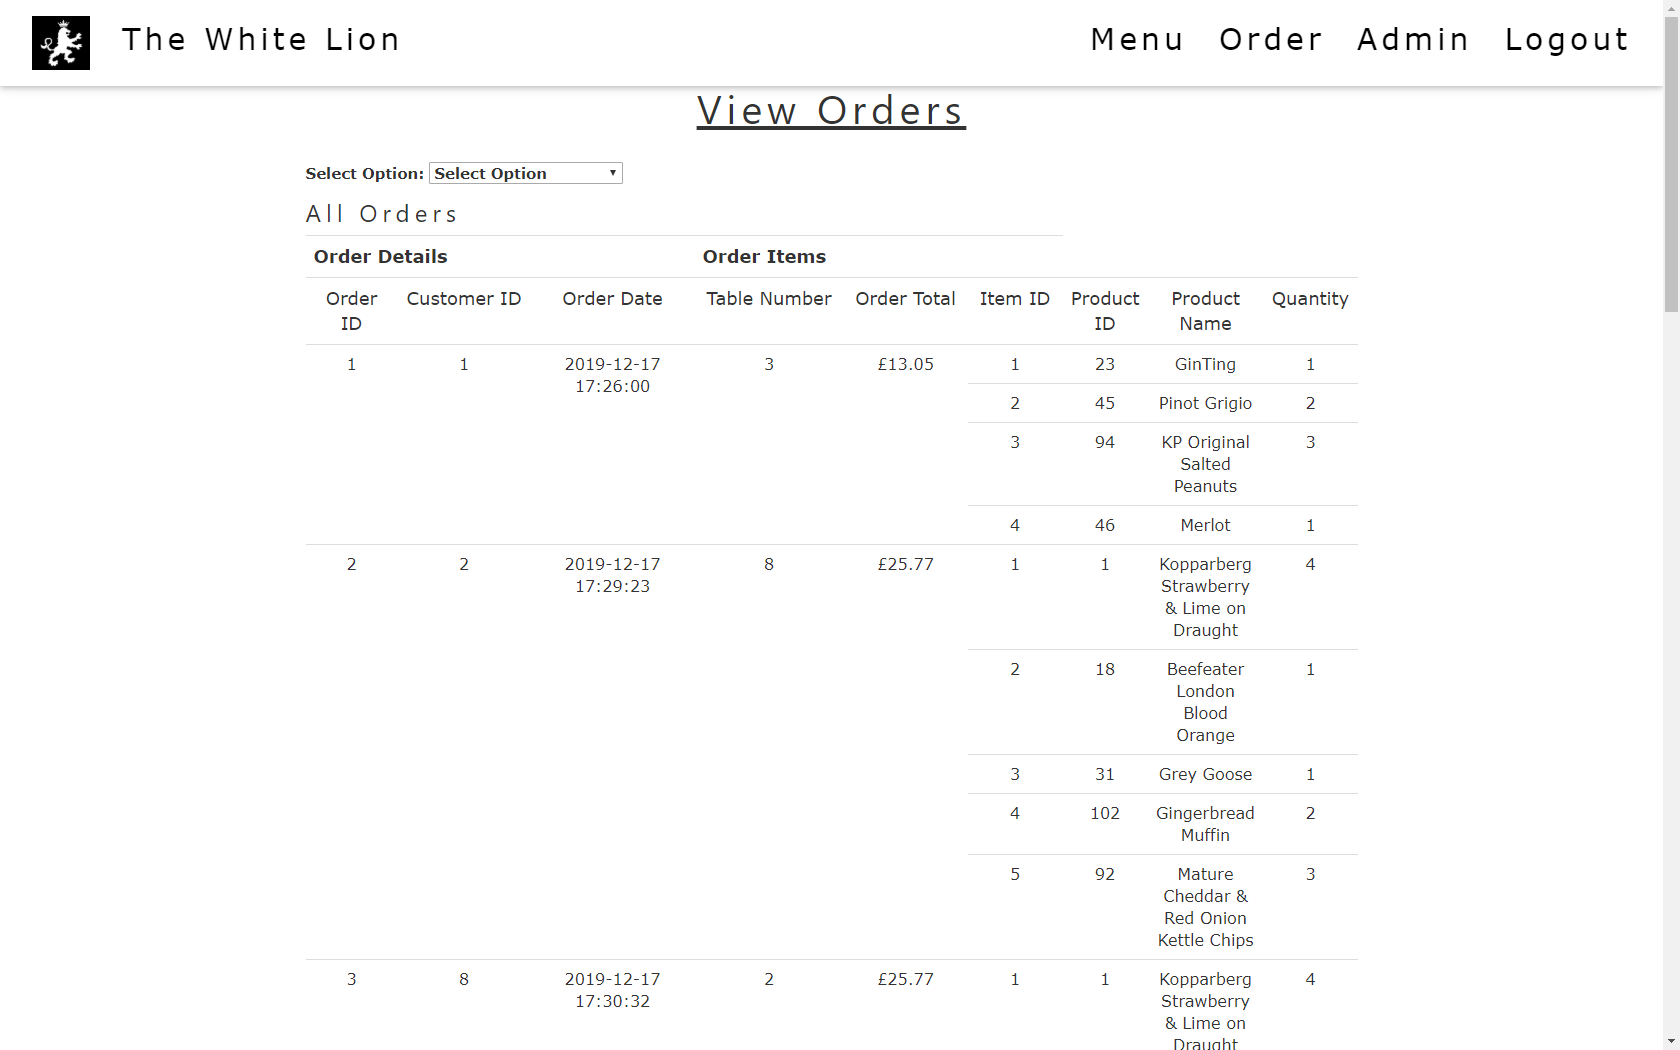 The White Lion
Menu Order Admin Logout
View Orders
Select Option: Select Option
All Orders
Order Details Order Items
Order ID Customer ID Order Date Table Number Order Total Item ID Product ID Product Name Quantity
1 1 2019-12-17 17:26:00 3 £13.05 1 23 GinTing 1
2 45 Pinot Grigio 2
3 94 KP Original Salted Peanuts 3
4 46 Merlot 1
2 2 2019-12-17 17:29:23 8 £25.77 1 1 Kopparberg Strawberry & Lime on Draught 4
2 18 Beefeater London Blood Orange 1
3 31 Grey Goose 1
4 102 Gingerbread Muffin 2
5 92 Mature Cheddar & Red Onion Kettle Chips 3
3 8 2019-12-17 17:30:32 2 £25.77 1 1 Kopparberg Strawberry & Lime on Draught 4